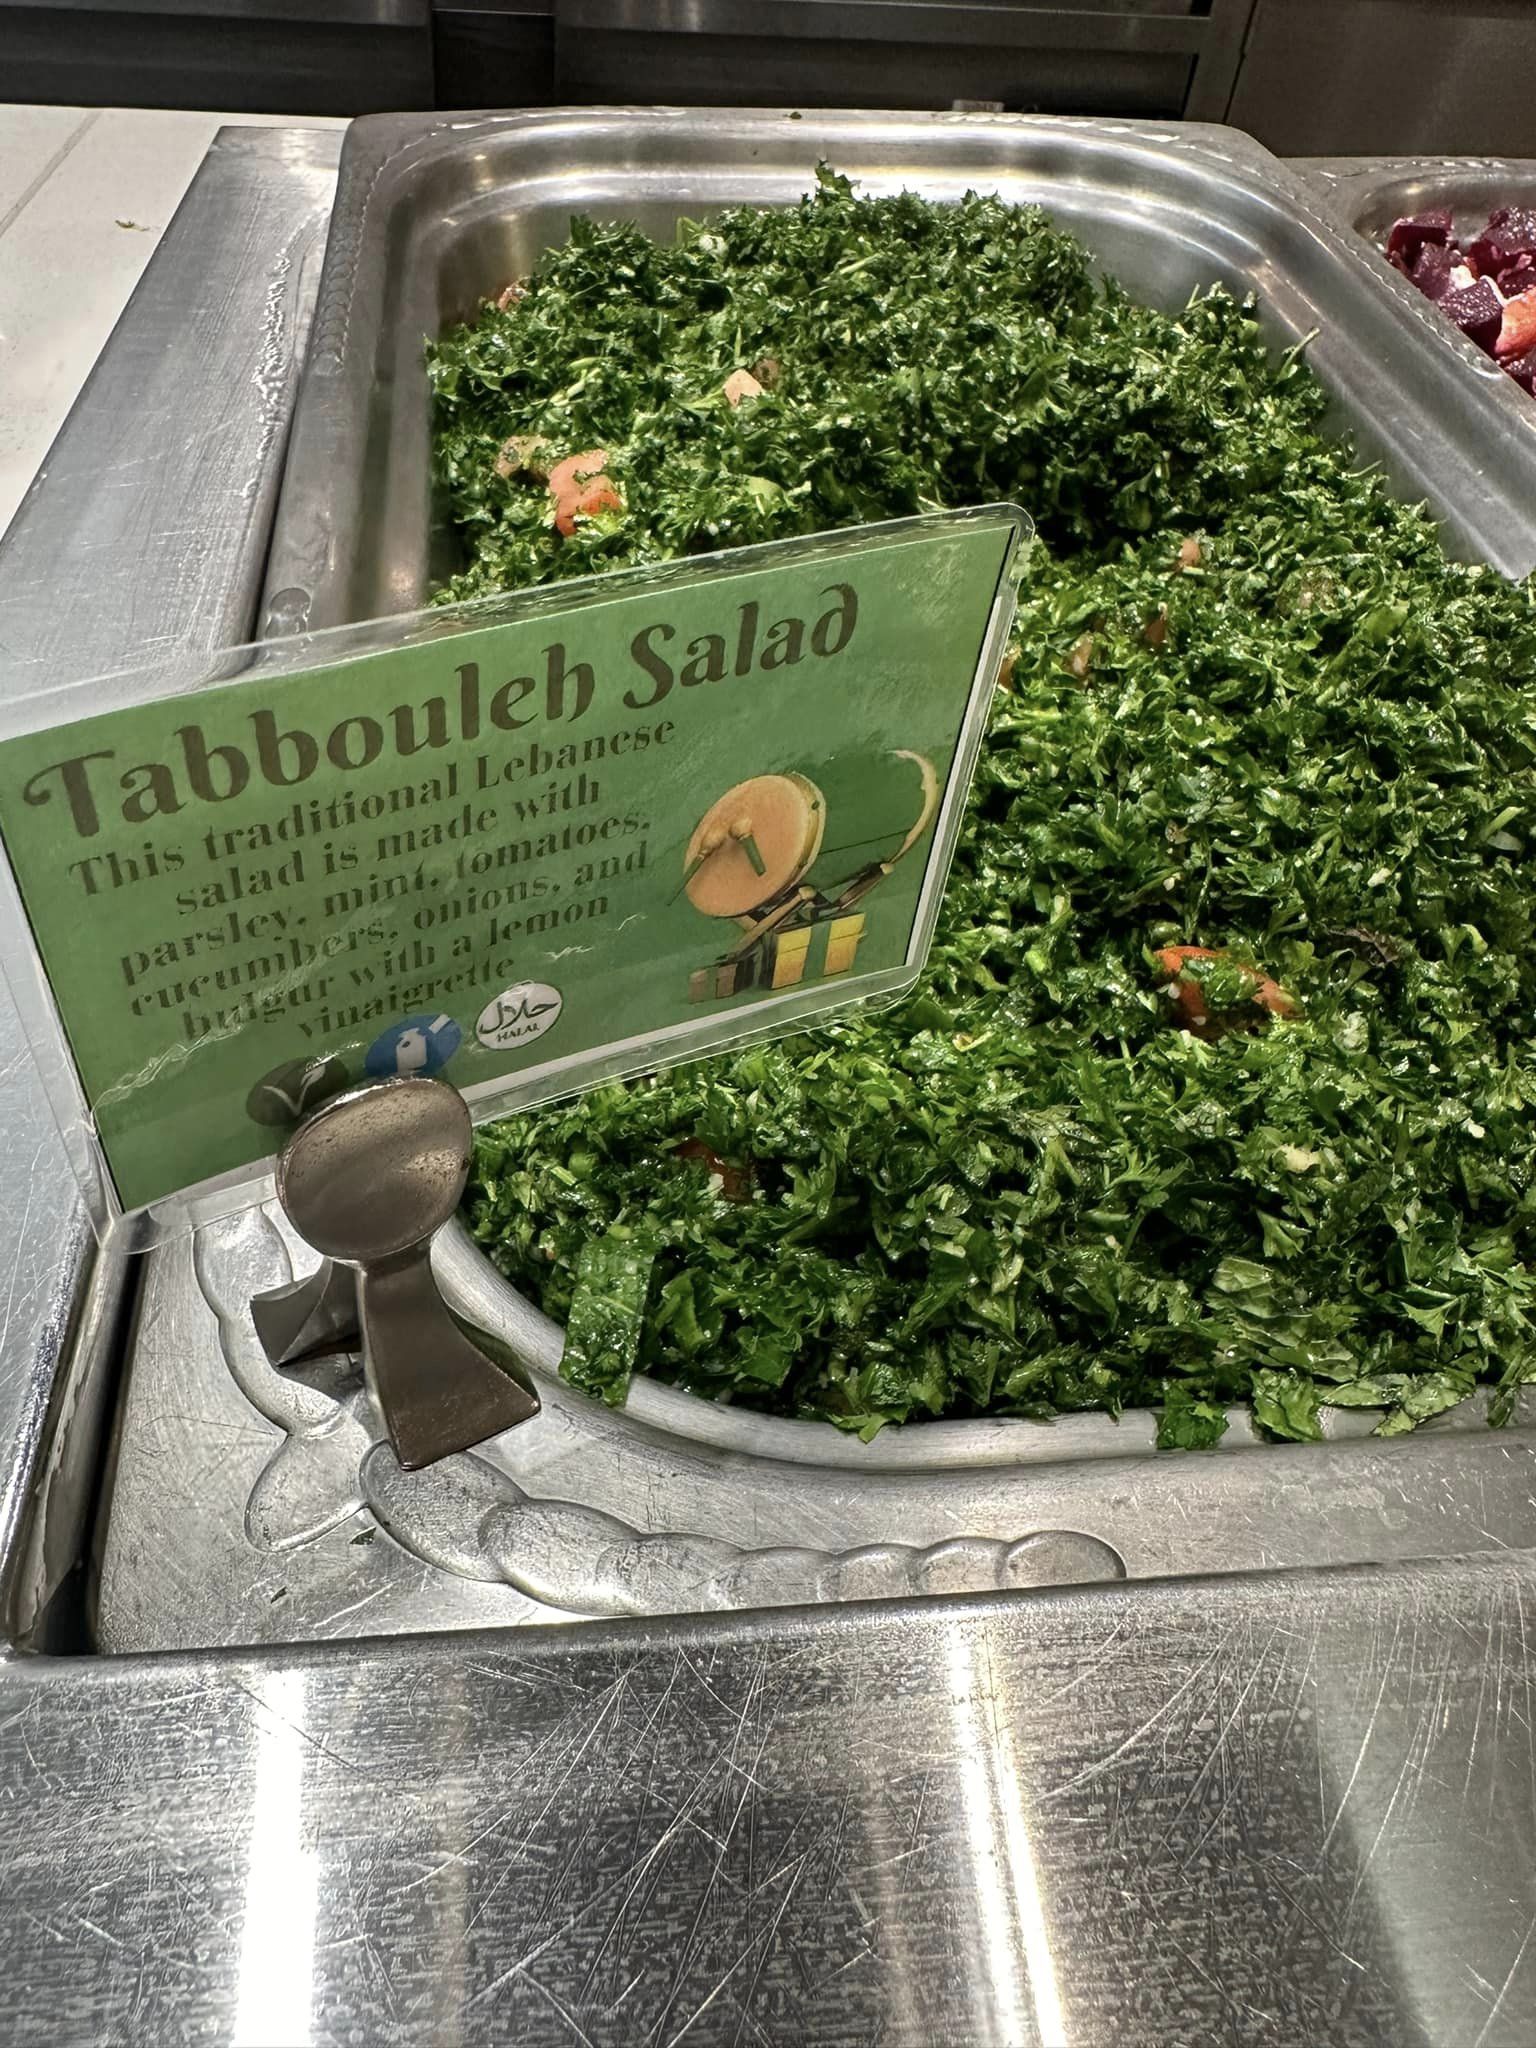 Tabbouleh Salad
This traditional Lebanese
salad is made with
parsley, mint, tomatoes,
cucumbers, onions, and
bulgur with a lemon
vinaigrette
حلال
HALAL